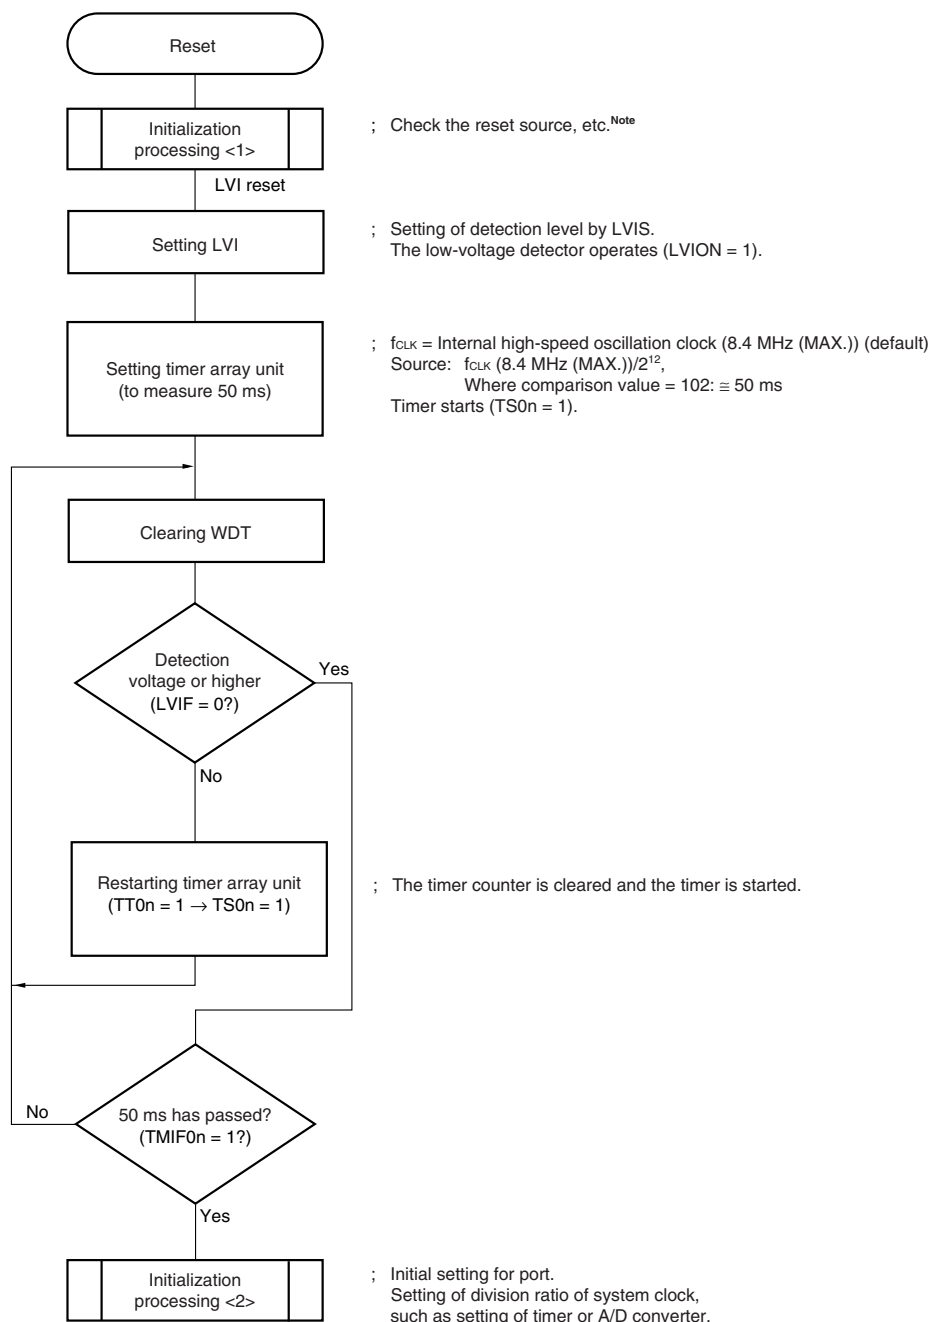 Reset
Initialization
processing <1>
; Check the reset source, etc.Note
LVI reset
Setting LVI
; Setting of detection level by LVIS.
The low-voltage detector operates (LVION = 1).
Setting timer array unit
(to measure 50 ms)
; fCLK = Internal high-speed oscillation clock (8.4 MHz (MAX.)) (default)
Source: fCLK (8.4 MHz (MAX.))/2¹²,
Where comparison value = 102: ≅ 50 ms
Timer starts (TS0n = 1).
Clearing WDT
Detection
voltage or higher
(LVIF = 0?)
Yes
No
Restarting timer array unit
(TT0n = 1 → TS0n = 1)
; The timer counter is cleared and the timer is started.
No
50 ms has passed?
(TMIF0n = 1?)
Yes
Initialization
processing <2>
; Initial setting for port.
Setting of division ratio of system clock,
such as setting of timer or A/D converter.